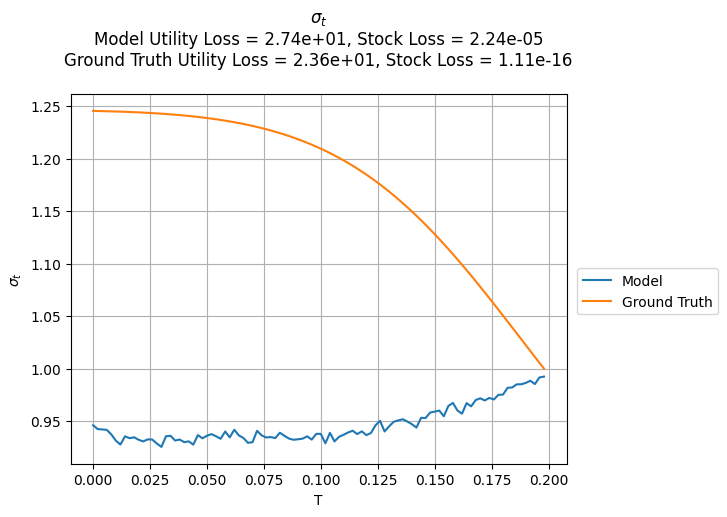 σt
Model Utility Loss = 2.74e+01, Stock Loss = 2.24e-05
Ground Truth Utility Loss = 2.36e+01, Stock Loss = 1.11e-16
1.25
1.20
1.15
1.10
1.05
1.00
0.95
σt
Model
Ground Truth
0.000 0.025 0.050 0.075 0.100 0.125 0.150 0.175 0.200
T